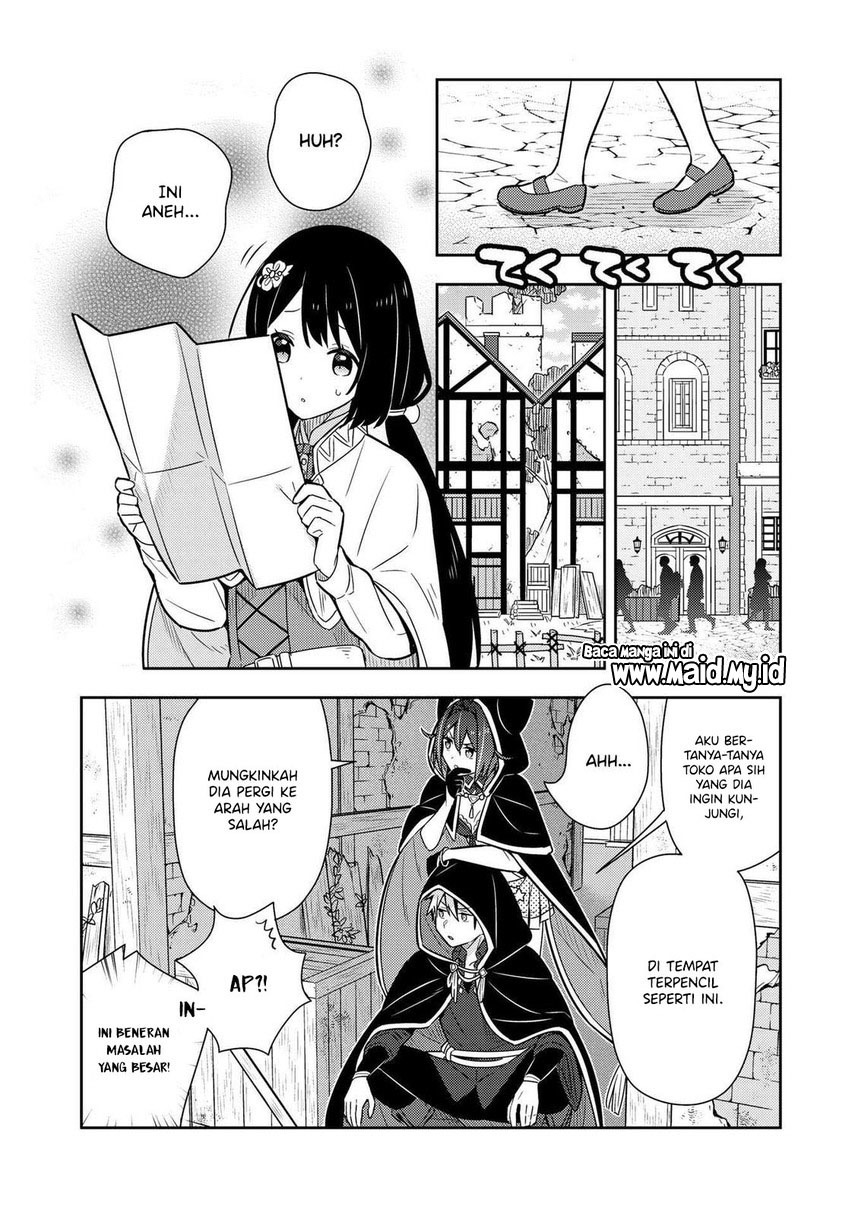 てくてくてく
HUH?
INI
ANEH...
Baca Manga ini di
www.Maid.My.id
AKU BER-
TANYA-TANYA
TOKO APA SIH
YANG DIA
INGIN KUN-
JUNGI,
DI TEMPAT
TERPENCIL
SEPERTI INI.
AHH...
MUNGKINKAH
DIA PERGI KE
ARAH YANG
SALAH?
AP?!
IN-
INI BENERAN
MASALAH
YANG BESAR!